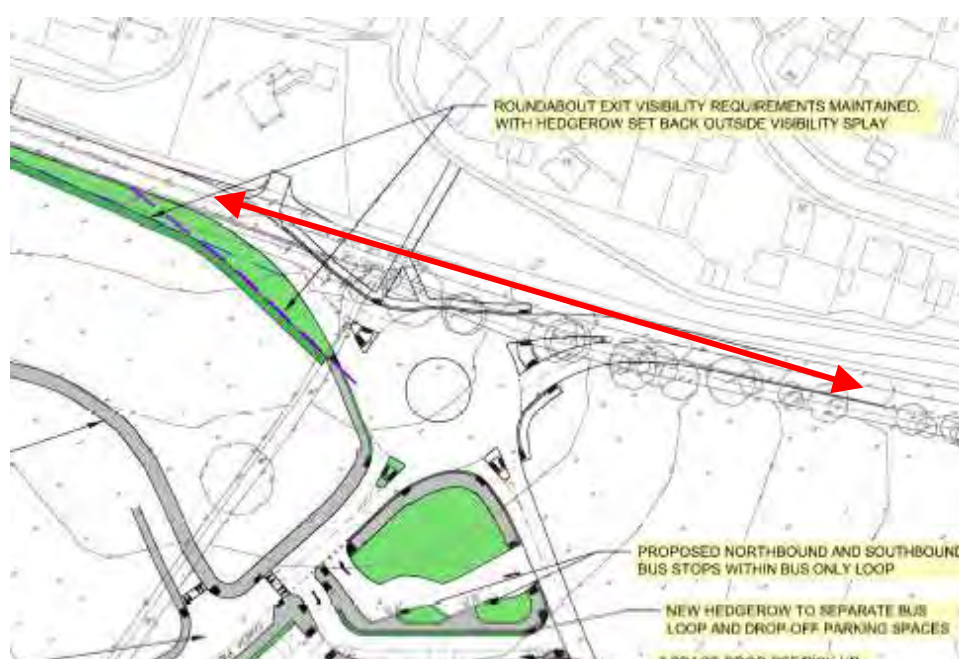 ROUNDABOUT EXIT VISIBILITY REQUIREMENTS MAINTAINED,
WITH HEDGEROW SET BACK OUTSIDE VISIBILITY SPLAY
PROPOSED NORTHBOUND AND SOUTHBOUND
BUS STOPS WITHIN BUS ONLY LOOP
NEW HEDGEROW TO SEPARATE BUS
LOOP AND DROP-OFF PARKING SPACES